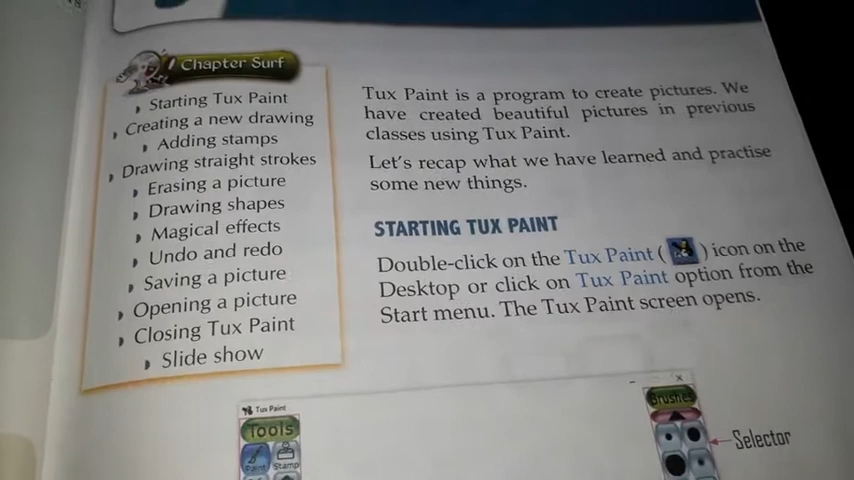 Chapter Surf
Starting Tux Paint
Creating a new drawing
Adding stamps
Drawing straight strokes
Erasing a picture
Drawing shapes
Magical effects
Undo and redo
Saving a picture
Opening a picture
Closing Tux Paint
Slide show
Tux Paint is a program to create pictures. We
have created beautiful pictures in previous
classes using Tux Paint.
Let's recap what we have learned and practise
some new things.
STARTING TUX PAINT
Double-click on the Tux Paint ( ) icon on the
Desktop or click on Tux Paint option from the
Start menu. The Tux Paint screen opens.
Tux Paint
Tools
Paint Stamp
Brushes
Selector